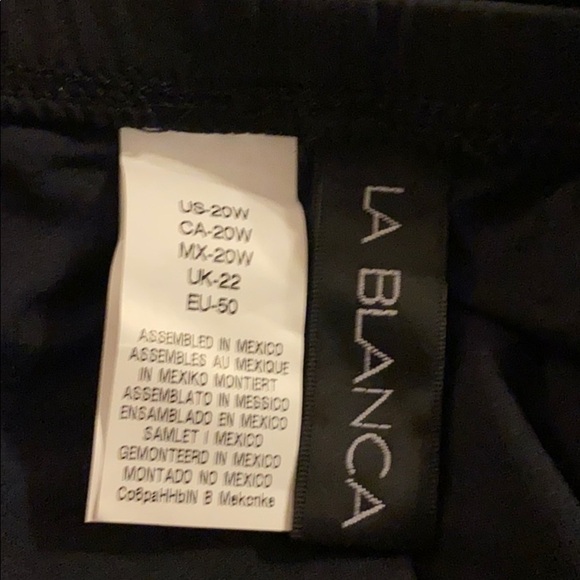 US-20W
CA-20W
MX-20W
UK-22
EU-50
ASSEMBLED IN MEXICO
ASSEMBLES AU MEXIQUE
IN MEXIKO MONTIERT
ASSEMBLATO IN MESSICO
ENSAMBLADO EN MEXICO
SAMLET I MEXICO
GEMONTEERD IN MEXICO
MONTADO NO MEXICO
CoбpaHHbIN B Mekcnke
LA BLANCA